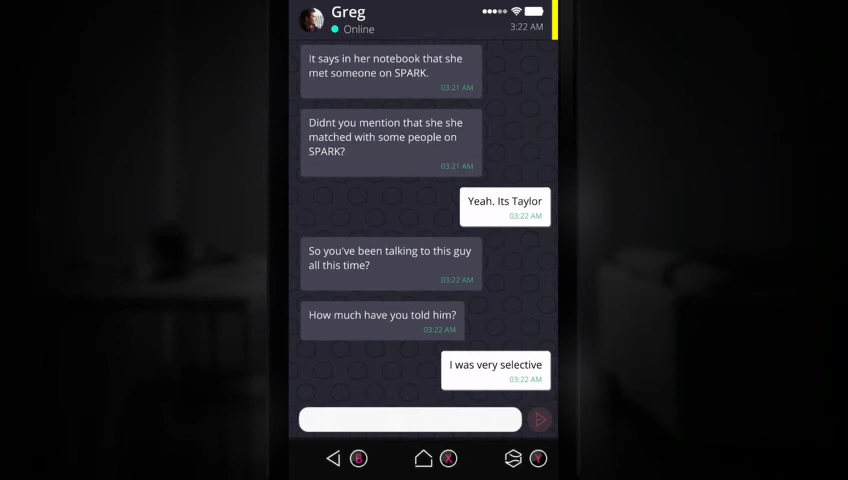 Greg
Online
3:22 AM
It says in her notebook that she
met someone on SPARK.
03:21 AM
Didnt you mention that she she
matched with some people on
SPARK?
03:21 AM
Yeah. Its Taylor
03:22 AM
So you've been talking to this guy
all this time?
03:22 AM
How much have you told him?
03:22 AM
I was very selective
03:22 AM
B
X
Y